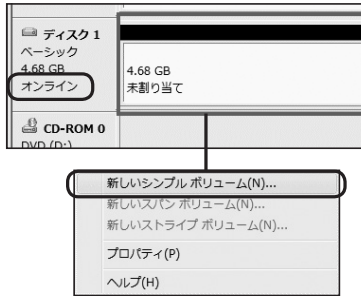 ディスク 1
ベーシック
4.68 GB
オンライン
4.68 GB
未割り当て
CD-ROM 0
DVD (D:)
新しいシンプル ボリューム(N)...
新しいスパン ボリューム(N)...
新しいストライプ ボリューム(N)...
プロパティ(P)
ヘルプ(H)